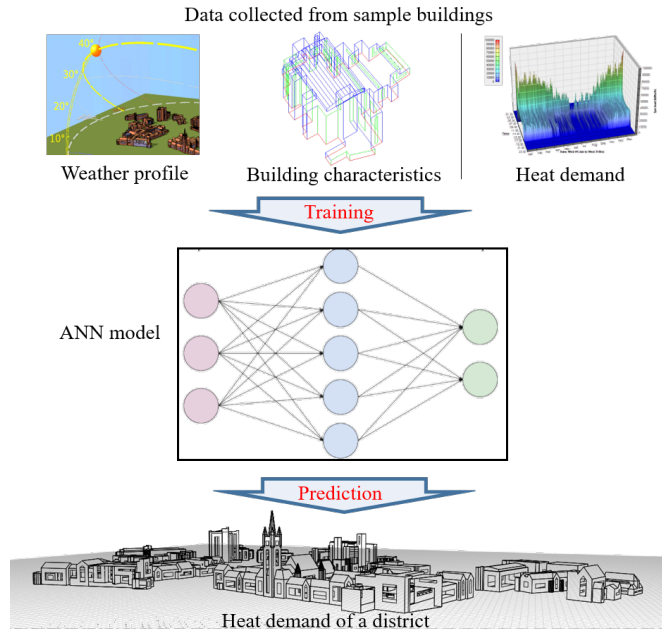 Data collected from sample buildings
40°
30°
20°
10°
Weather profile
Building characteristics
Heat demand
Training
ANN model
Prediction
Heat demand of a district